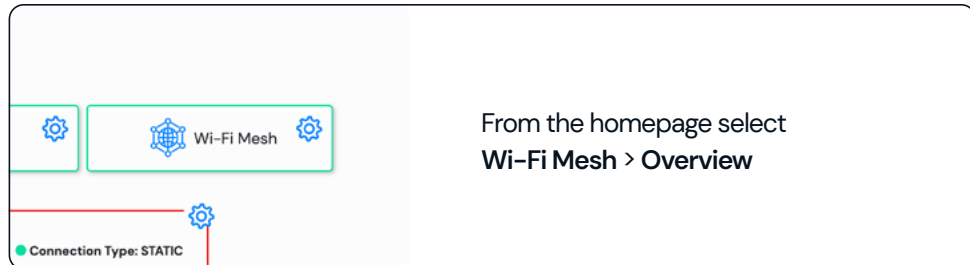 Wi-Fi Mesh
Connection Type: STATIC
From the homepage select
Wi-Fi Mesh > Overview